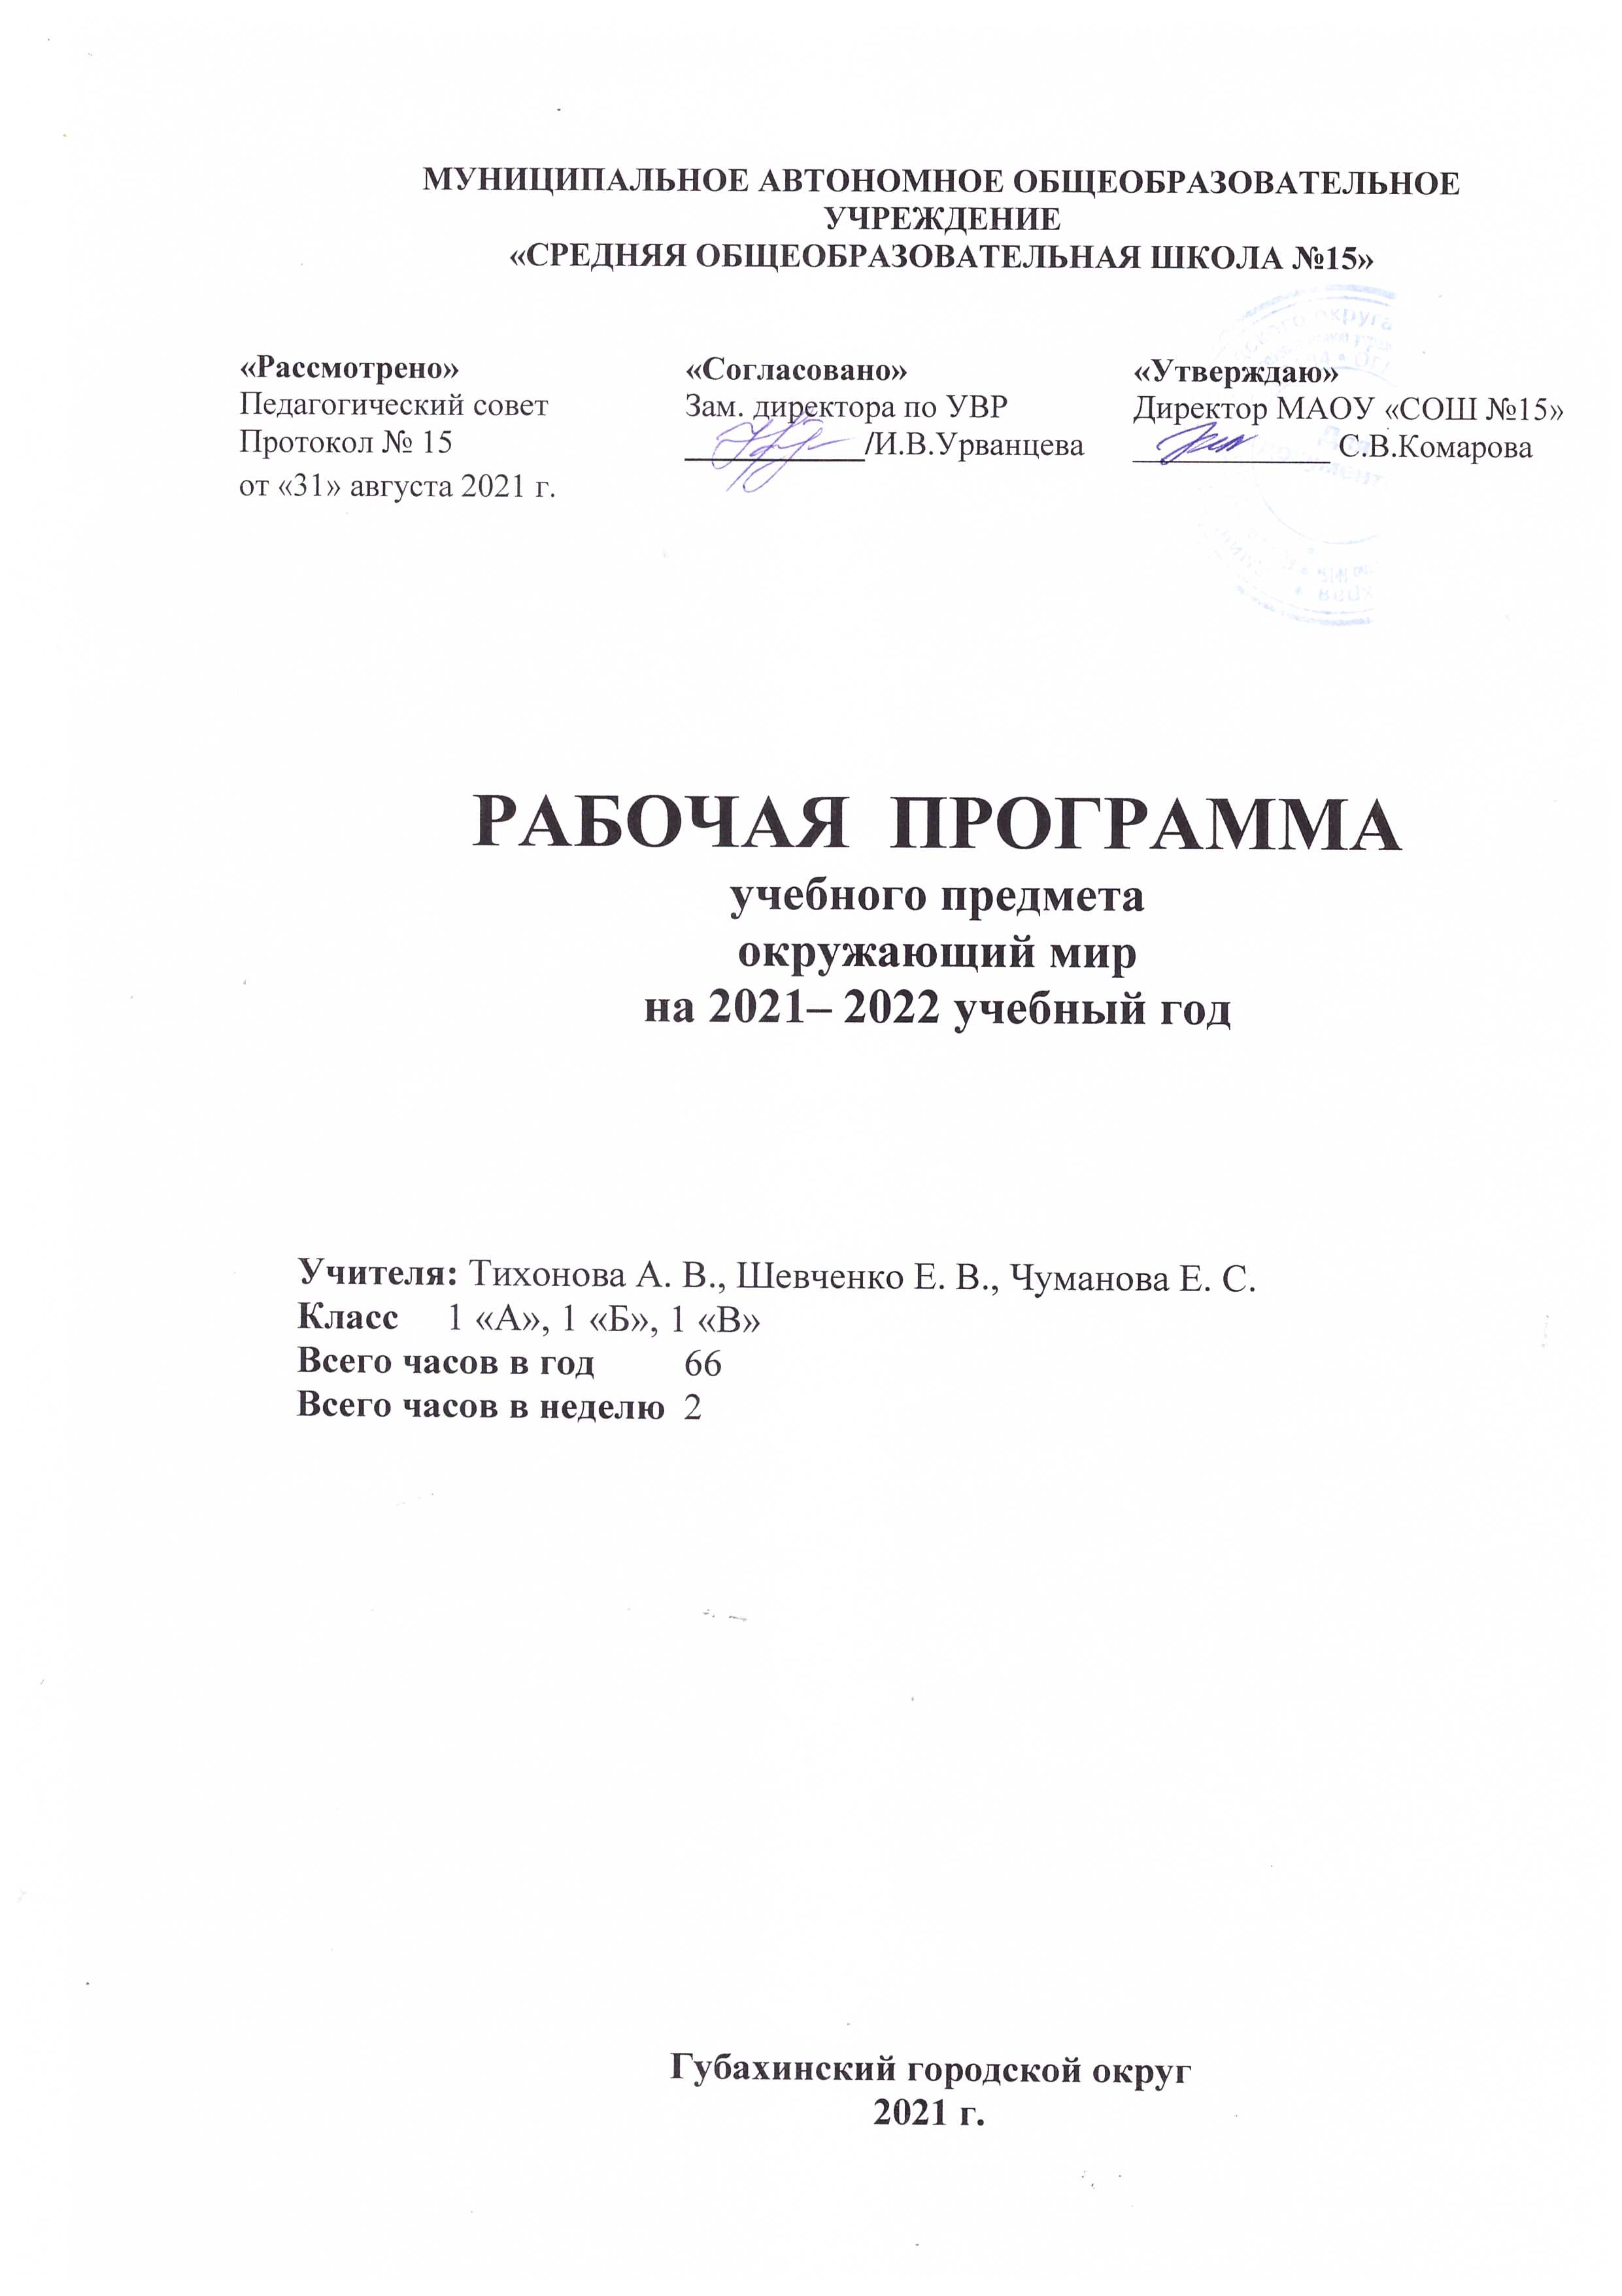 МУНИЦИПАЛЬНОЕ АВТОНОМНОЕ ОБЩЕОБРАЗОВАТЕЛЬНОЕ
УЧРЕЖДЕНИЕ
«СРЕДНЯЯ ОБЩЕОБРАЗОВАТЕЛЬНАЯ ШКОЛА №15»
«Рассмотрено»
Педагогический совет
Протокол № 15
от «31» августа 2021 г.
«Согласовано»
Зам. директора по УВР
/И.В.Урванцева
«Утверждаю»
Директор МАОУ «СОШ №15»
С.В.Комарова
округа
РАБОЧАЯ ПРОГРАММА
учебного предмета
окружающий мир
на 2021– 2022 учебный год
Учителя: Тихонова А. В., Шевченко Е. В., Чуманова Е. С.
Класс 1 «А», 1 «Б», 1 «В»
Всего часов в год 66
Всего часов в неделю 2
Губахинский городской округ
2021 г.